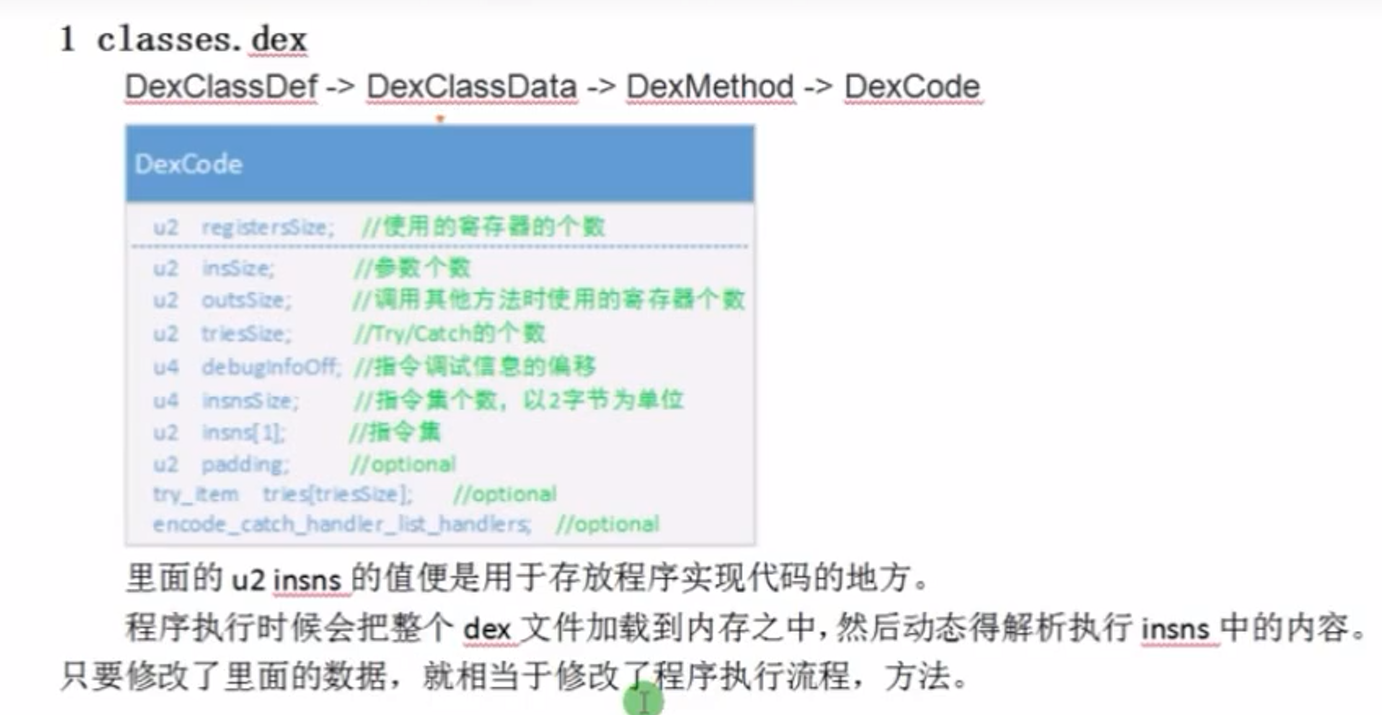 1 classes.dex
DexClassDef -> DexClassData -> DexMethod -> DexCode
DexCode
u2 registersSize; //使用的寄存器的个数
u2 insSize; //参数个数
u2 outsSize; //调用其他方法时使用的寄存器个数
u2 triesSize; //Try/Catch的个数
u4 debugInfoOff; //指令调试信息的偏移
u4 insnsSize; //指令集个数，以2字节为单位
u2 insns[1]; //指令集
u2 padding; //optional
try_item tries[triesSize]; //optional
encode_catch_handler_list_handlers; //optional
里面的 u2 insns 的值便是用于存放程序实现代码的地方。
程序执行时候会把整个 dex 文件加载到内存之中，然后动态得解析执行 insns 中的内容。
只要修改了里面的数据，就相当于修改了程序执行流程，方法。